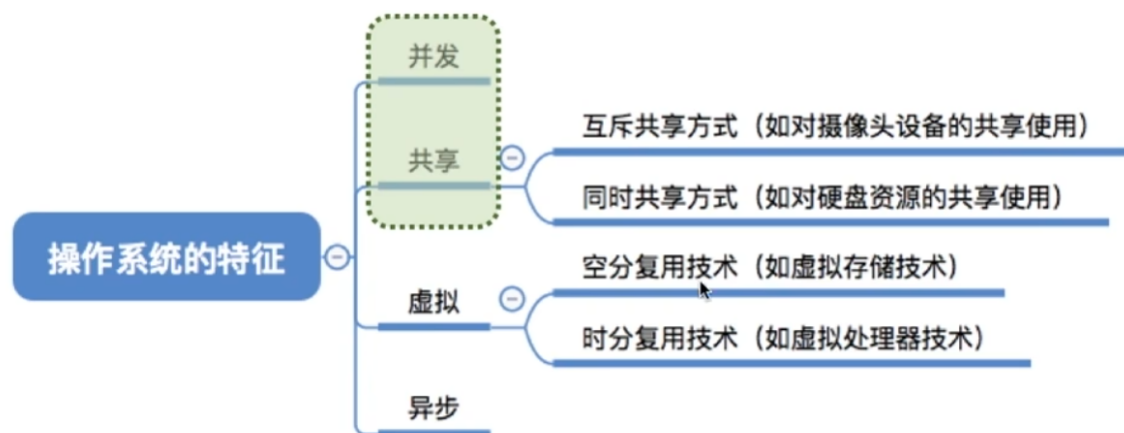 并发
互斥共享方式（如对摄像头设备的共享使用）
共享
同时共享方式（如对硬盘资源的共享使用）
操作系统的特征
空分复用技术（如虚拟存储技术）
虚拟
时分复用技术（如虚拟处理器技术）
异步